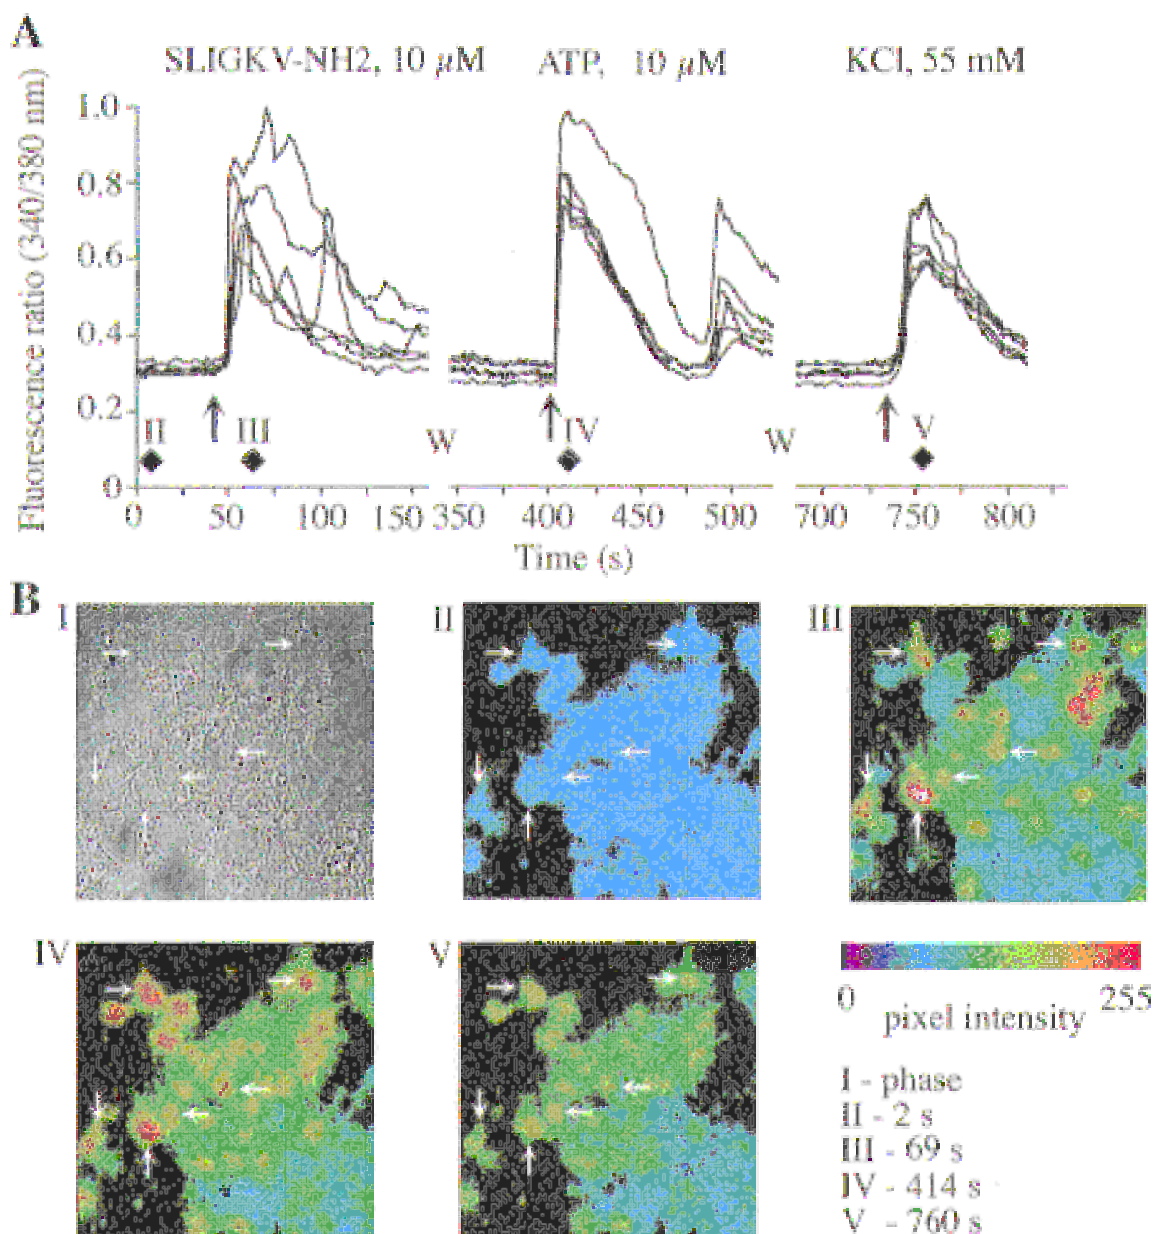 A
SLIGKV-NH2, 10 µM
ATP, 10 µM
KCl, 55 mM
Fluorescence ratio (340/380 nm)
1.0
0.8
0.6
0.4
0.2
0
II
III
W
IV
W
V
0 50 100 150 350 400 450 500 700 750 800
Time (s)
B
I
II
III
IV
V
0 255
pixel intensity
I - phase
II - 2 s
III - 69 s
IV - 414 s
V - 760 s